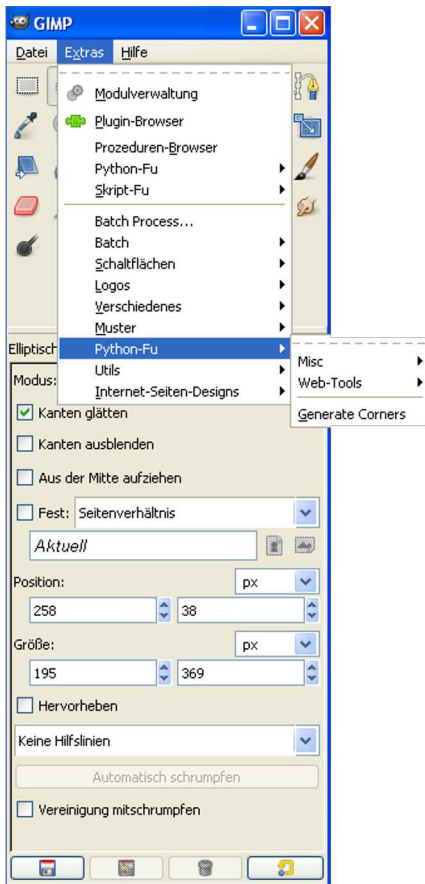 GIMP
Datei Extras Hilfe
Modulverwaltung
Plugin-Browser
Prozeduren-Browser
Python-Fu
Skript-Fu
Batch Process...
Batch
Schaltflächen
Logos
Verschiedenes
Muster
Python-Fu
Utils
Internet-Seiten-Designs
Misc
Web-Tools
Generate Corners
Elliptisch
Modus:
Kanten glätten
Kanten ausblenden
Aus der Mitte aufziehen
Fest: Seitenverhältnis
Aktuell
Position: px
258 38
Größe: px
195 369
Hervorheben
Keine Hilfslinien
Automatisch schrumpfen
Vereinigung mitschrumpfen